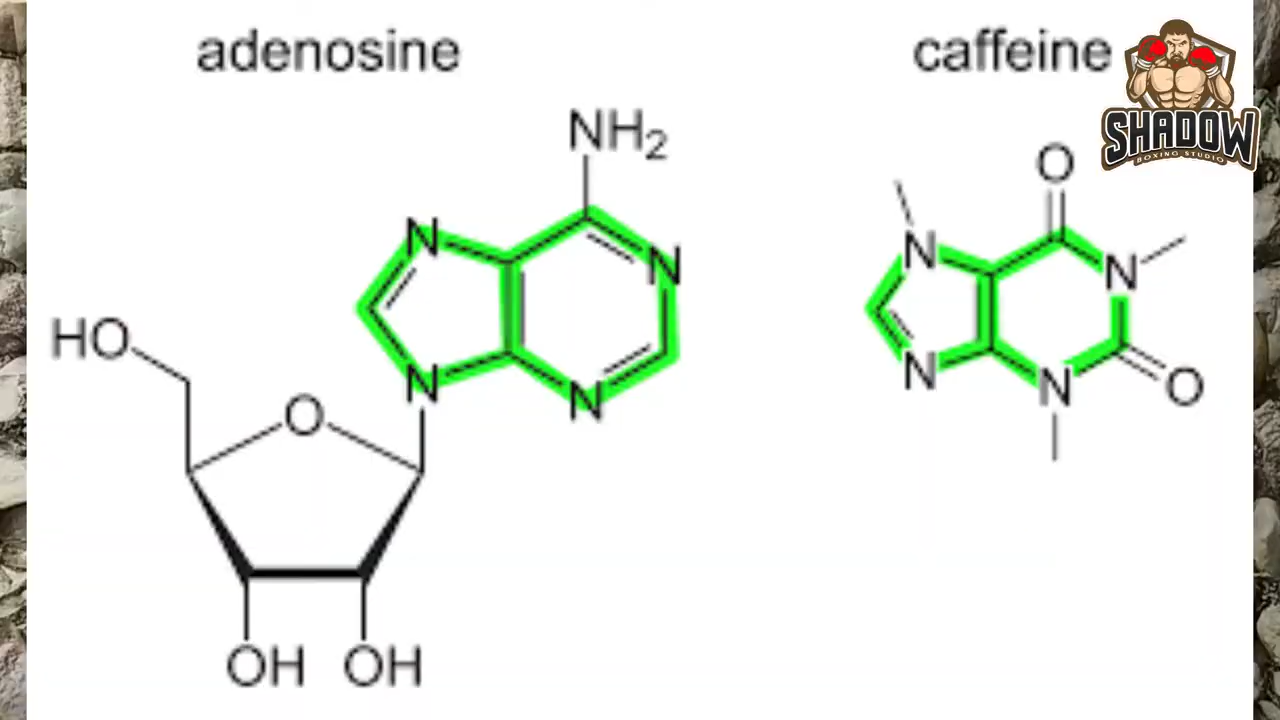 adenosine
caffeine
SHADOW
BOXING STUDIO
NH2
O
N
N
N
N
HO
N
N
N
N
O
O
OH
OH